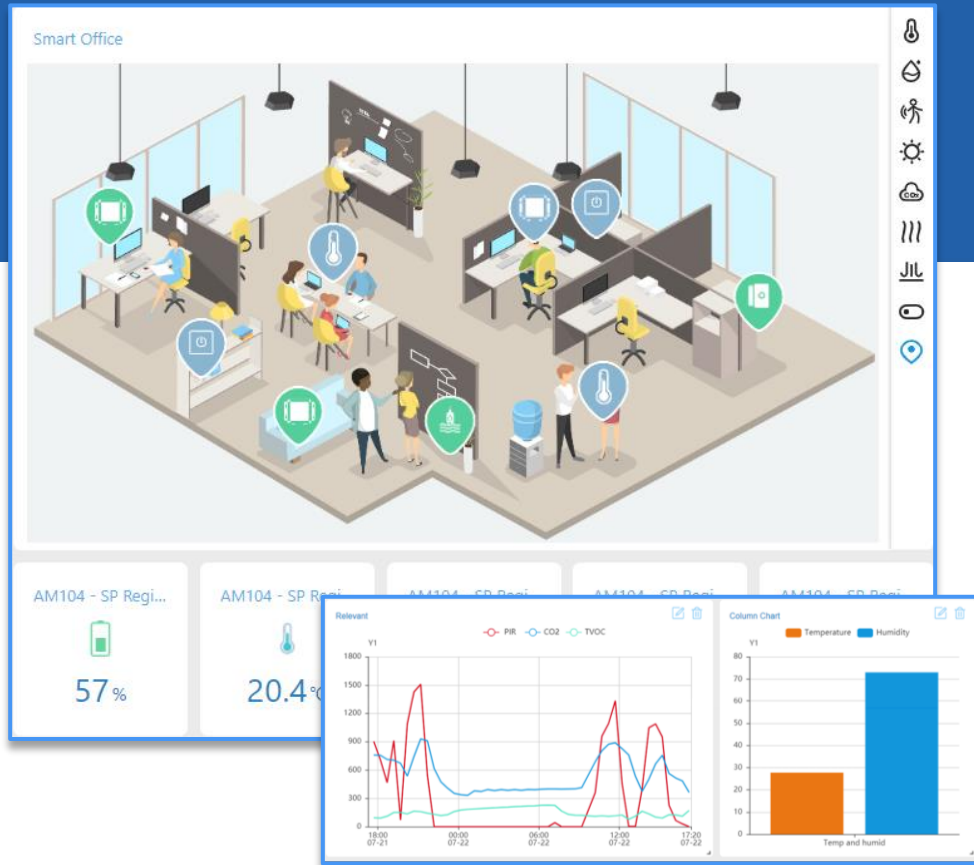 Smart Office
AM104 - SP Regi...
57 %
AM104 - SP Regi
20.4 °C
Relevant
PIR CO2 TVOC
Y1
1800
1500
1200
900
600
300
0
18:00 00:00 06:00 12:00 17:20
07-21 07-22 07-22 07-22 07-22
Column Chart
Temperature Humidity
Y1
80
70
60
50
40
30
20
10
0
Temp and humid